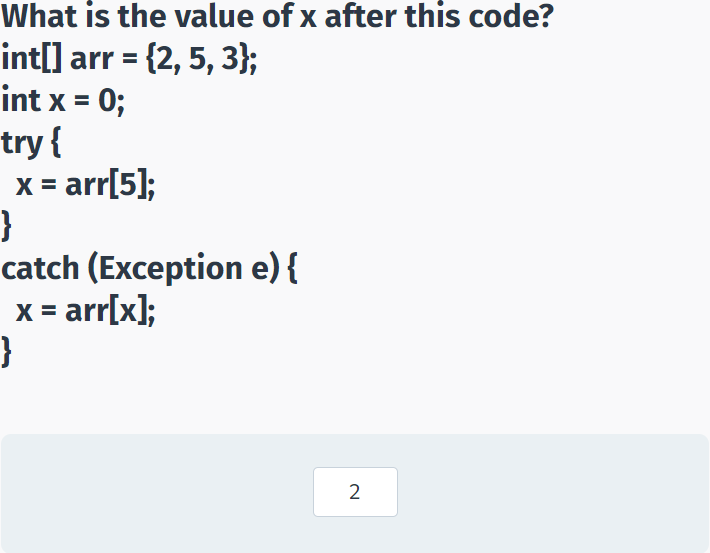 What is the value of x after this code?
int[] arr = {2, 5, 3};
int x = 0;
try {
x = arr[5];
}
catch (Exception e) {
x = arr[x];
}
2